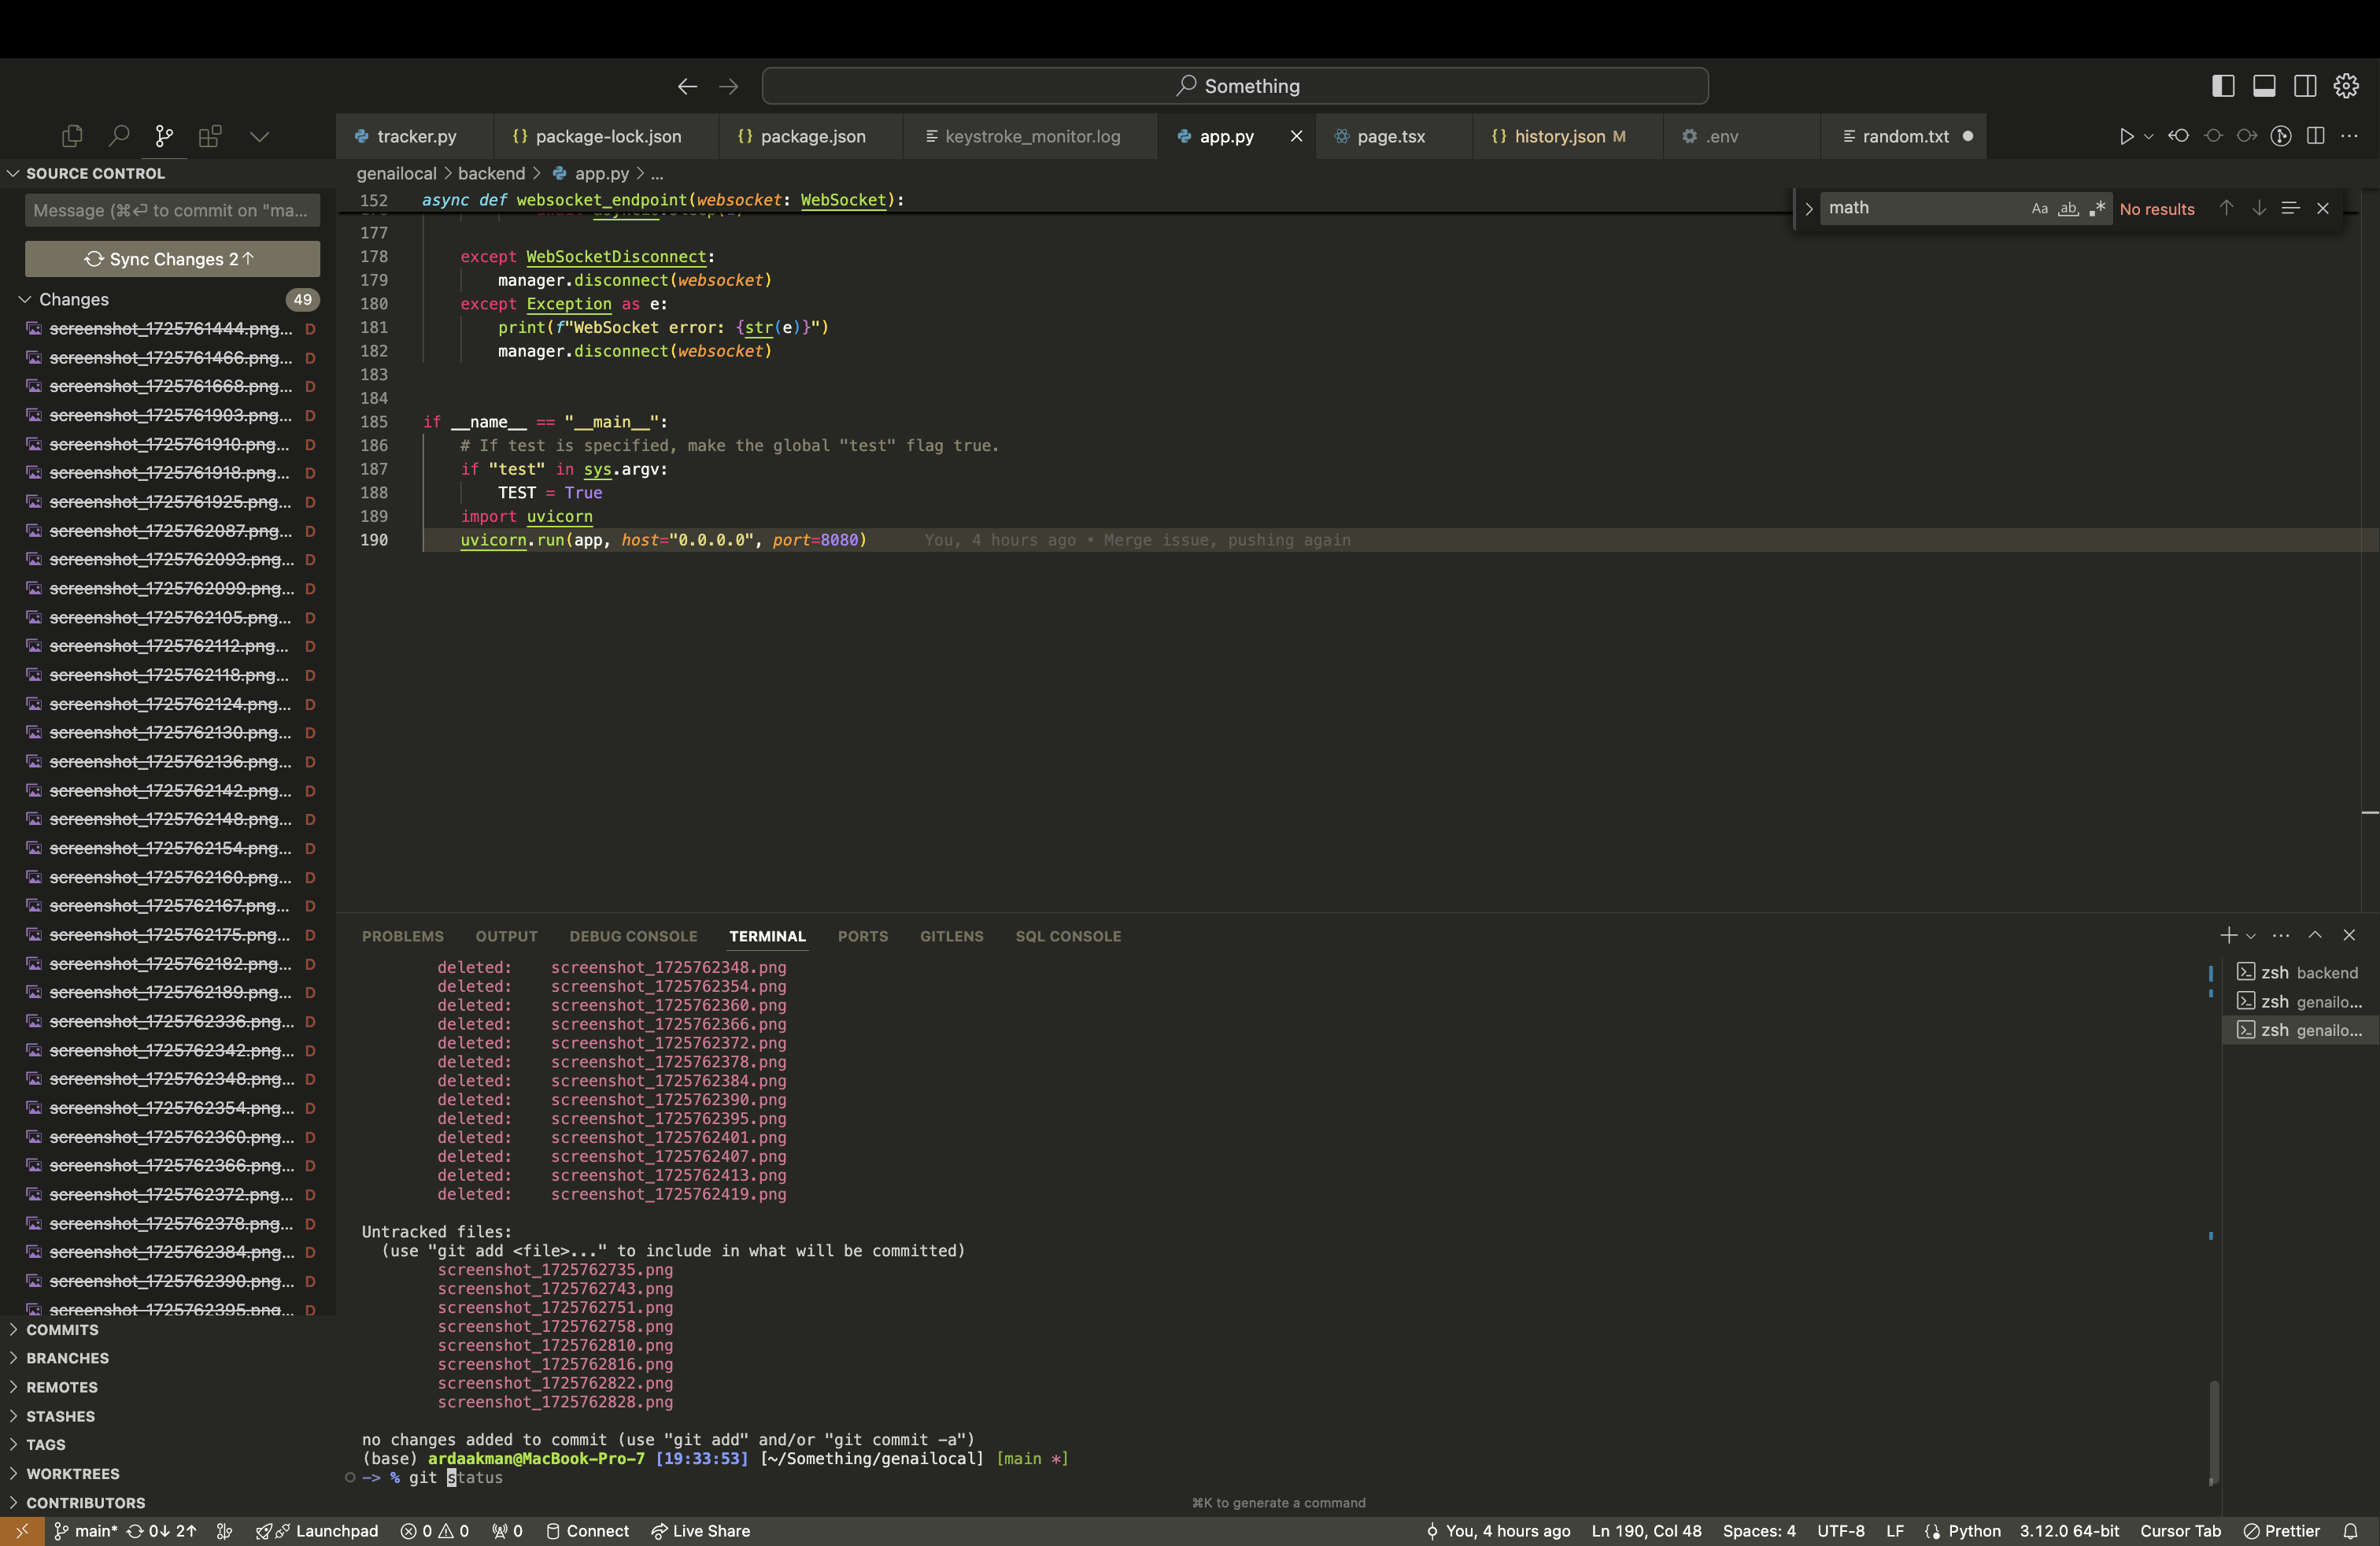 Something
tracker.py
{} package-lock.json
{} package.json
keystroke_monitor.log
app.py
page.tsx
{} history.json M
.env
random.txt
SOURCE CONTROL
Message (⌘⏎ to commit on "ma...
Sync Changes 2↑
Changes 49
screenshot_1725761444.png... D
screenshot_1725761466.png... D
screenshot_1725761668.png... D
screenshot_1725761903.png... D
screenshot_1725761910.png... D
screenshot_1725761918.png... D
screenshot_1725761925.png... D
screenshot_1725762087.png... D
screenshot_1725762093.png... D
screenshot_1725762099.png... D
screenshot_1725762105.png... D
screenshot_1725762112.png... D
screenshot_1725762118.png... D
screenshot_1725762124.png... D
screenshot_1725762130.png... D
screenshot_1725762136.png... D
screenshot_1725762142.png... D
screenshot_1725762148.png... D
screenshot_1725762154.png... D
screenshot_1725762160.png... D
screenshot_1725762167.png... D
screenshot_1725762175.png... D
screenshot_1725762182.png... D
screenshot_1725762189.png... D
screenshot_1725762336.png... D
screenshot_1725762342.png... D
screenshot_1725762348.png... D
screenshot_1725762354.png... D
screenshot_1725762360.png... D
screenshot_1725762366.png... D
screenshot_1725762372.png... D
screenshot_1725762378.png... D
screenshot_1725762384.png... D
screenshot_1725762390.png... D
screenshot_1725762395.png... D
COMMITS
BRANCHES
REMOTES
STASHES
TAGS
WORKTREES
CONTRIBUTORS
genailocal > backend > app.py > ...
math Aa ab .* No results
152 async def websocket_endpoint(websocket: WebSocket):
177
178 except WebSocketDisconnect:
179 manager.disconnect(websocket)
180 except Exception as e:
181 print(f"WebSocket error: {str(e)}")
182 manager.disconnect(websocket)
183
184
185 if __name__ == "__main__":
186 # If test is specified, make the global "test" flag true.
187 if "test" in sys.argv:
188 TEST = True
189 import uvicorn
190 uvicorn.run(app, host="0.0.0.0", port=8080) You, 4 hours ago • Merge issue, pushing again
PROBLEMS OUTPUT DEBUG CONSOLE TERMINAL PORTS GITLENS SQL CONSOLE
deleted: screenshot_1725762348.png
deleted: screenshot_1725762354.png
deleted: screenshot_1725762360.png
deleted: screenshot_1725762366.png
deleted: screenshot_1725762372.png
deleted: screenshot_1725762378.png
deleted: screenshot_1725762384.png
deleted: screenshot_1725762390.png
deleted: screenshot_1725762395.png
deleted: screenshot_1725762401.png
deleted: screenshot_1725762407.png
deleted: screenshot_1725762413.png
deleted: screenshot_1725762419.png
Untracked files:
(use "git add <file>..." to include in what will be committed)
screenshot_1725762735.png
screenshot_1725762743.png
screenshot_1725762751.png
screenshot_1725762758.png
screenshot_1725762810.png
screenshot_1725762816.png
screenshot_1725762822.png
screenshot_1725762828.png
no changes added to commit (use "git add" and/or "git commit -a")
(base) ardaakman@MacBook-Pro-7 [19:33:53] [~/Something/genailocal] [main *]
-> % git status
⌘K to generate a command
zsh backend
zsh genailo...
zsh genailo...
main* 0↓ 2↑ Launchpad 0 0 0 Connect Live Share
You, 4 hours ago Ln 190, Col 48 Spaces: 4 UTF-8 LF Python 3.12.0 64-bit Cursor Tab Prettier